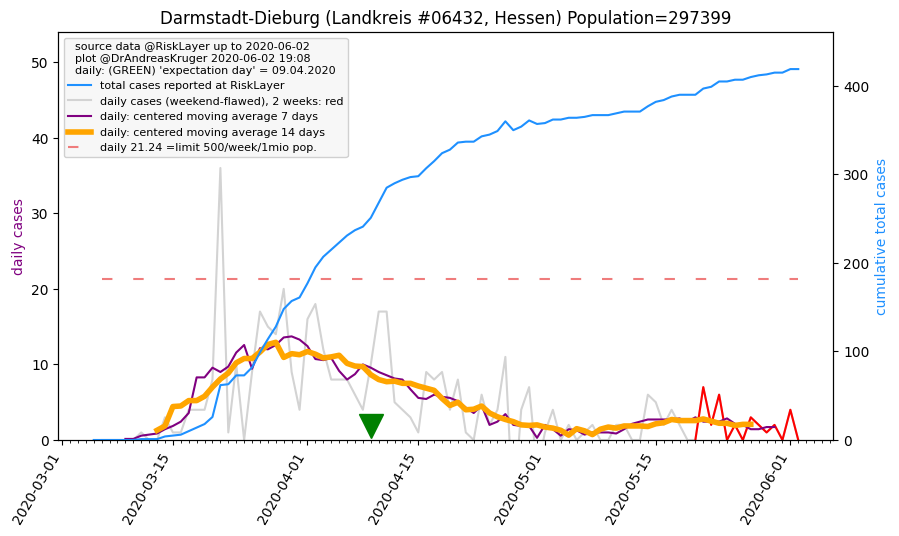 Darmstadt-Dieburg (Landkreis #06432, Hessen) Population=297399
source data @RiskLayer up to 2020-06-02
plot @DrAndreasKruger 2020-06-02 19:08
daily: (GREEN) 'expectation day' = 09.04.2020
total cases reported at RiskLayer
daily cases (weekend-flawed), 2 weeks: red
daily: centered moving average 7 days
daily: centered moving average 14 days
daily 21.24 =limit 500/week/1mio pop.
daily cases
50
40
30
20
10
0
cumulative total cases
400
300
200
100
0
2020-03-01
2020-03-15
2020-04-01
2020-04-15
2020-05-01
2020-05-15
2020-06-01